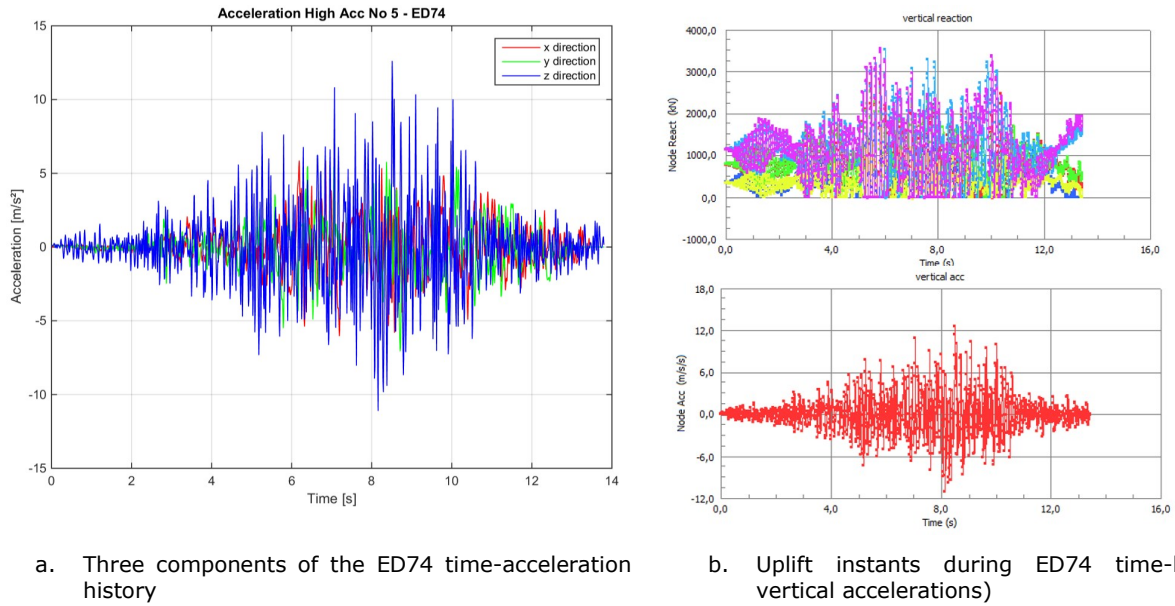 Acceleration High Acc No 5 - ED74
15
10
5
0
-5
-10
-15
Acceleration [m/s²]
x direction
y direction
z direction
0 2 4 6 8 10 12 14
Time [s]
vertical reaction
4000,0
3000,0
2000,0
1000,0
0,0
-1000,0
Node React (kN)
0,0 4,0 8,0 12,0 16,0
Time (s)
vertical acc
18,0
12,0
6,0
0,0
-6,0
-12,0
Node Acc (m/s/s)
0,0 4,0 8,0 12,0 16,0
Time (s)
a. Three components of the ED74 time-acceleration
history
b. Uplift instants during ED74 time-
vertical accelerations)